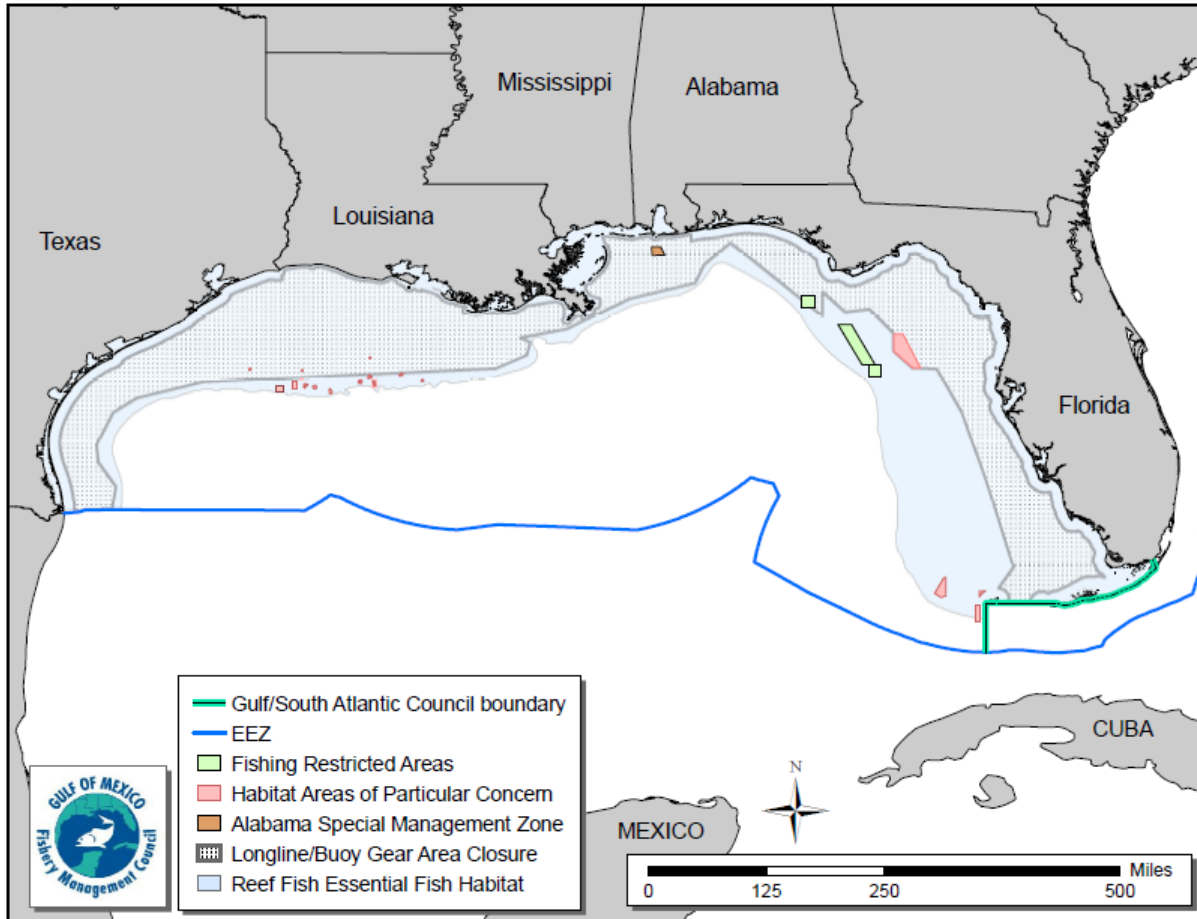 Mississippi
Alabama
Louisiana
Texas
Florida
Gulf/South Atlantic Council boundary
EEZ
Fishing Restricted Areas
Habitat Areas of Particular Concern
Alabama Special Management Zone
Longline/Buoy Gear Area Closure
Reef Fish Essential Fish Habitat
GULF OF MEXICO
Fishery Management Council
CUBA
N
MEXICO
Miles
0 125 250 500